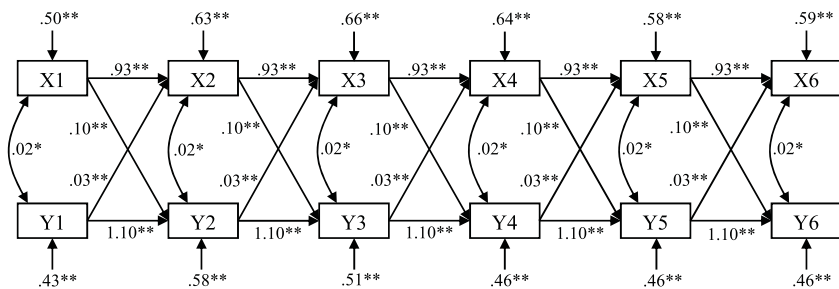 .50** .63** .66** .64** .58** .59**
X1 .93** X2 .93** X3 .93** X4 .93** X5 .93** X6
.10** .10** .10** .10** .10**
.02* .02* .02* .02* .02* .02*
.03** .03** .03** .03** .03**
Y1 1.10** Y2 1.10** Y3 1.10** Y4 1.10** Y5 1.10** Y6
.43** .58** .51** .46** .46** .46**